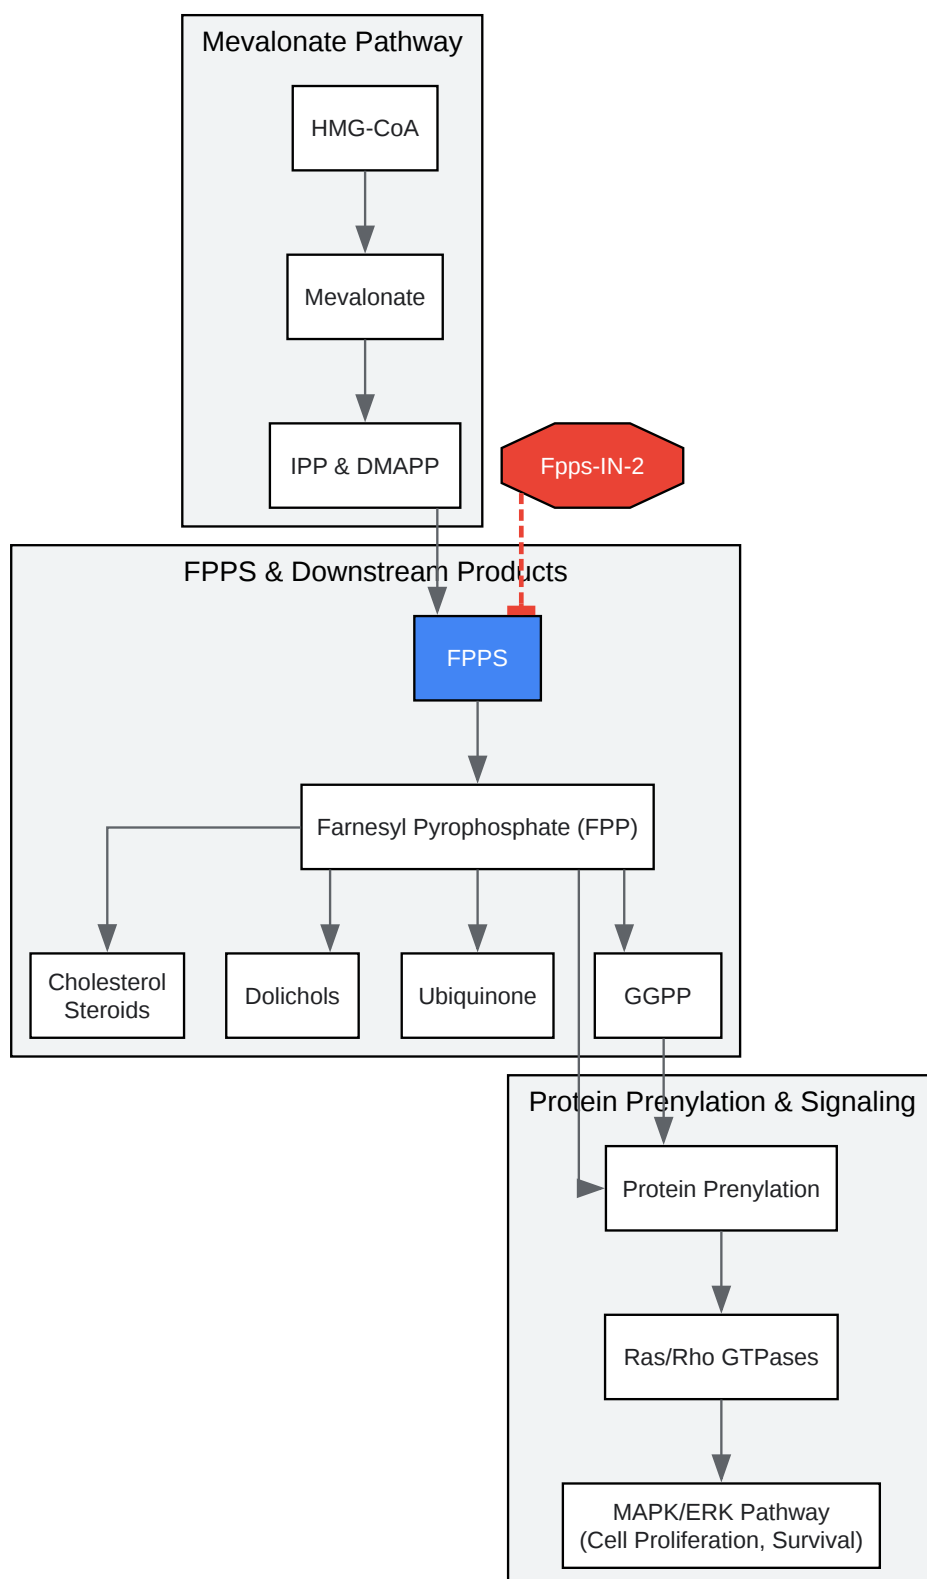 Mevalonate Pathway
HMG-CoA
Mevalonate
IPP & DMAPP
Fpps-IN-2
FPPS & Downstream Products
FPPS
Farnesyl Pyrophosphate (FPP)
Cholesterol
Steroids
Dolichols
Ubiquinone
GGPP
Protein Prenylation & Signaling
Protein Prenylation
Ras/Rho GTPases
MAPK/ERK Pathway
(Cell Proliferation, Survival)